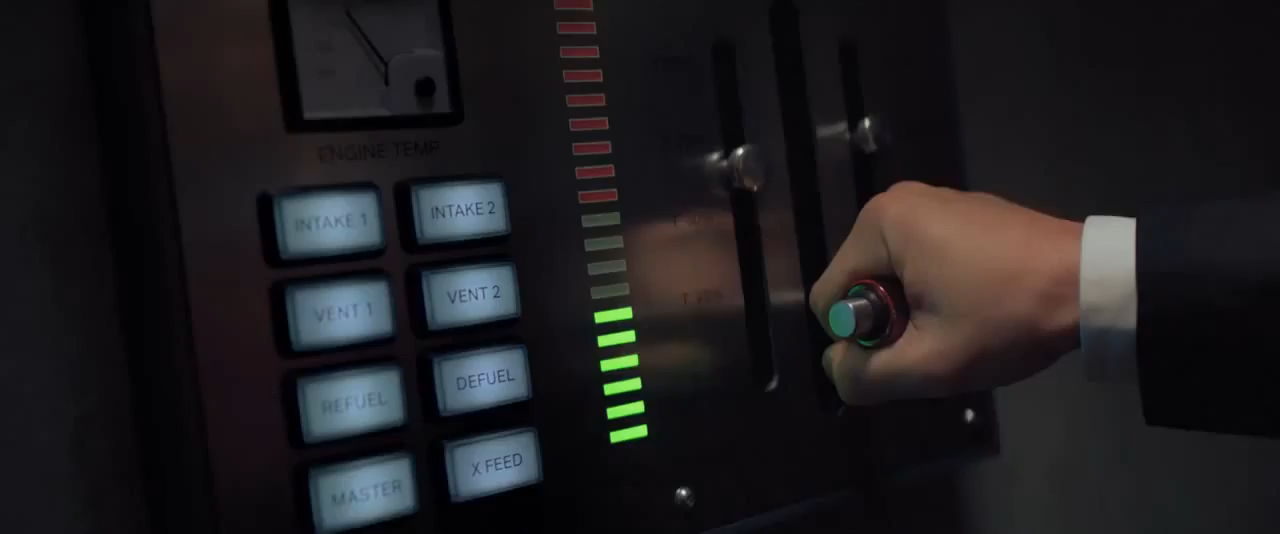 ENGINE TEMP
INTAKE 1
INTAKE 2
VENT 1
VENT 2
REFUEL
DEFUEL
MASTER
X FEED